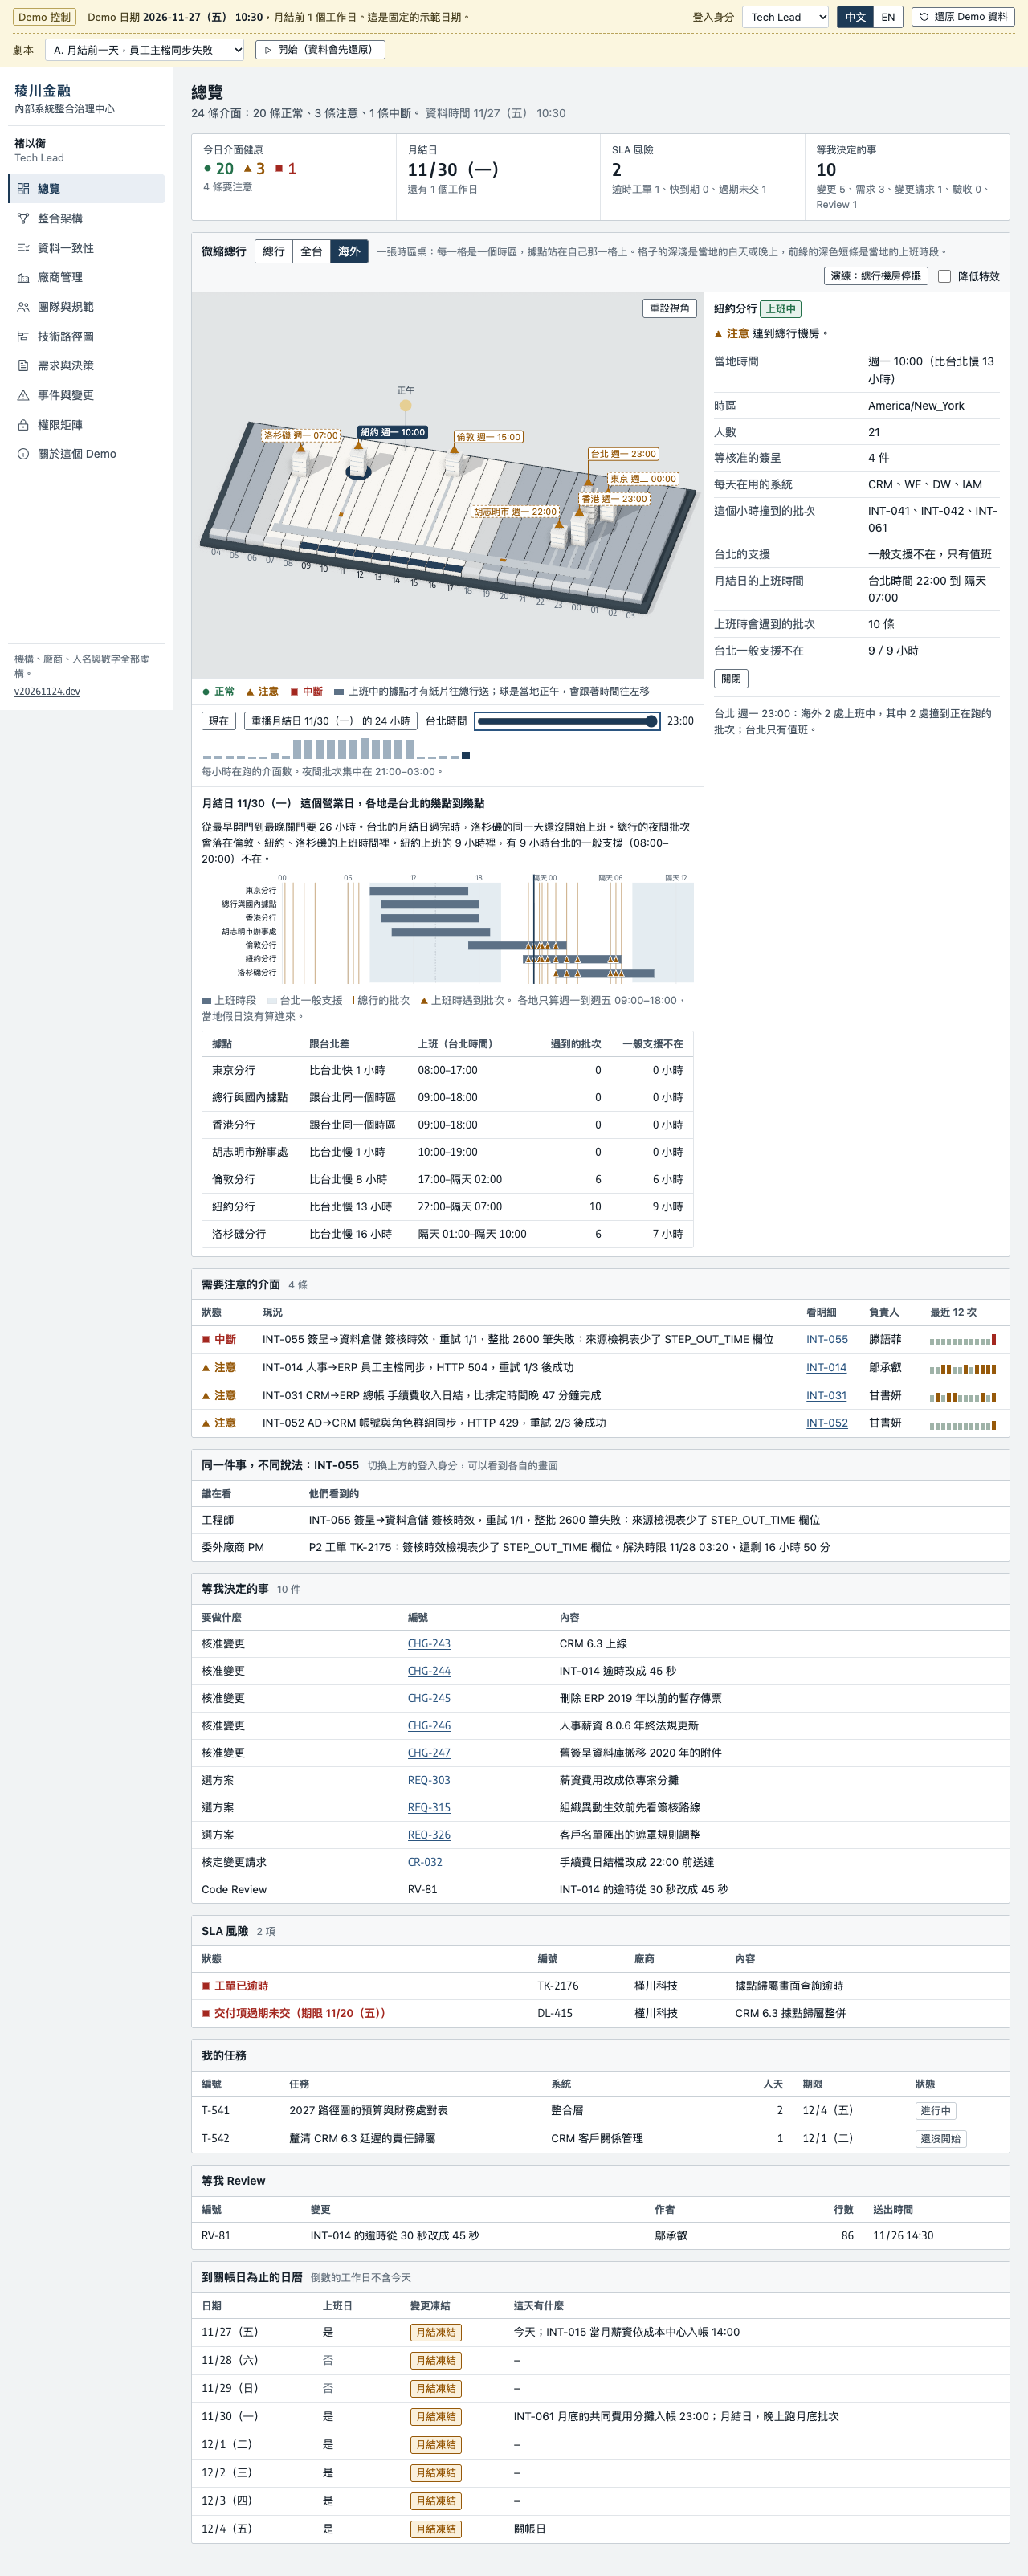 Demo 控制 Demo 日期 2026-11-27（五） 10:30，月結前 1 個工作日。這是固定的示範日期。 登入身分 Tech Lead 中文 EN 還原 Demo 資料
劇本 A. 月結前一天，員工主檔同步失敗 開始（資料會先還原）
稜川金融
內部系統整合治理中心
褚以衡
Tech Lead
總覽
整合架構
資料一致性
廠商管理
團隊與規範
技術路徑圖
需求與決策
事件與變更
權限矩陣
關於這個 Demo
機構、廠商、人名與數字全部虛構。
v20261124.dev
總覽
24 條介面：20 條正常、3 條注意、1 條中斷。 資料時間 11/27（五） 10:30
今日介面健康
20 3 1
4 條要注意
月結日
11/30（一）
還有 1 個工作日
SLA 風險
2
逾時工單 1、快到期 0、過期未交 1
等我決定的事
10
變更 5、需求 3、變更請求 1、驗收 0、
Review 1
微縮總行 總行 全台 海外 一張時區桌：每一格是一個時區，據點站在自己那一格上。格子的深淺是當地的白天或晚上，前緣的深色短條是當地的上班時段。
演練：總行機房停擺 降低特效
重設視角
正午
洛杉磯 週一 07:00
紐約 週一 10:00
倫敦 週一 15:00
台北 週一 23:00
東京 週二 00:00
香港 週一 23:00
胡志明市 週一 22:00
04 05 06 07 08 09 10 11 12 13 14 15 16 17 18 19 20 21 22 23 00 01 02 03
正常 注意 中斷 上班中的據點才有紙片往總行送；球是當地正午，會跟著時間往左移
現在 重播月結日 11/30（一） 的 24 小時 台北時間 23:00
每小時在跑的介面數。夜間批次集中在 21:00–03:00。
紐約分行 上班中
注意 連到總行機房。
當地時間 週一 10:00（比台北慢 13 小時）
時區 America/New_York
人數 21
等核准的簽呈 4 件
每天在用的系統 CRM、WF、DW、IAM
這個小時撞到的批次 INT-041、INT-042、INT-061
台北的支援 一般支援不在，只有值班
月結日的上班時間 台北時間 22:00 到 隔天 07:00
上班時會遇到的批次 10 條
台北一般支援不在 9 / 9 小時
關閉
台北 週一 23:00：海外 2 處上班中，其中 2 處撞到正在跑的批次；台北只有值班。
月結日 11/30（一） 這個營業日，各地是台北的幾點到幾點
從最早開門到最晚關門要 26 小時。台北的月結日過完時，洛杉磯的同一天還沒開始上班。總行的夜間批次
會落在倫敦、紐約、洛杉磯的上班時間裡。紐約上班的 9 小時裡，有 9 小時台北的一般支援（08:00–
20:00）不在。
00 06 12 18 隔天 00 隔天 06 隔天 12
東京分行
總行與國內據點
香港分行
胡志明市辦事處
倫敦分行
紐約分行
洛杉磯分行
上班時段 台北一般支援 總行的批次 上班時遇到批次。 各地只算週一到週五 09:00–18:00，
當地假日沒有算進來。
據點 跟台北差 上班（台北時間） 遇到的批次 一般支援不在
東京分行 比台北快 1 小時 08:00–17:00 0 0 小時
總行與國內據點 跟台北同一個時區 09:00–18:00 0 0 小時
香港分行 跟台北同一個時區 09:00–18:00 0 0 小時
胡志明市辦事處 比台北慢 1 小時 10:00–19:00 0 0 小時
倫敦分行 比台北慢 8 小時 17:00–隔天 02:00 6 6 小時
紐約分行 比台北慢 13 小時 22:00–隔天 07:00 10 9 小時
洛杉磯分行 比台北慢 16 小時 隔天 01:00–隔天 10:00 6 7 小時
需要注意的介面 4 條
狀態 現況 看明細 負責人 最近 12 次
中斷 INT-055 簽呈→資料倉儲 簽核時效，重試 1/1，整批 2600 筆失敗：來源檢視表少了 STEP_OUT_TIME 欄位 INT-055 滕語菲
注意 INT-014 人事→ERP 員工主檔同步，HTTP 504，重試 1/3 後成功 INT-014 鄔承叡
注意 INT-031 CRM→ERP 總帳 手續費收入日結，比排定時間晚 47 分鐘完成 INT-031 甘書妍
注意 INT-052 AD→CRM 帳號與角色群組同步，HTTP 429，重試 2/3 後成功 INT-052 甘書妍
同一件事，不同說法：INT-055 切換上方的登入身分，可以看到各自的畫面
誰在看 他們看到的
工程師 INT-055 簽呈→資料倉儲 簽核時效，重試 1/1，整批 2600 筆失敗：來源檢視表少了 STEP_OUT_TIME 欄位
委外廠商 PM P2 工單 TK-2175：簽核時效檢視表少了 STEP_OUT_TIME 欄位。解決時限 11/28 03:20，還剩 16 小時 50 分
等我決定的事 10 件
要做什麼 編號 內容
核准變更 CHG-243 CRM 6.3 上線
核准變更 CHG-244 INT-014 逾時改成 45 秒
核准變更 CHG-245 刪除 ERP 2019 年以前的暫存傳票
核准變更 CHG-246 人事薪資 8.0.6 年終法規更新
核准變更 CHG-247 舊簽呈資料庫搬移 2020 年的附件
選方案 REQ-303 薪資費用改成依專案分攤
選方案 REQ-315 組織異動生效前先看簽核路線
選方案 REQ-326 客戶名單匯出的遮罩規則調整
核定變更請求 CR-032 手續費日結檔改成 22:00 前送達
Code Review RV-81 INT-014 的逾時從 30 秒改成 45 秒
SLA 風險 2 項
狀態 編號 廠商 內容
工單已逾時 TK-2176 槿川科技 據點歸屬畫面查詢逾時
交付項過期未交（期限 11/20（五）） DL-415 槿川科技 CRM 6.3 據點歸屬整併
我的任務
編號 任務 系統 人天 期限 狀態
T-541 2027 路徑圖的預算與財務處對表 整合層 2 12/4（五） 進行中
T-542 釐清 CRM 6.3 延遲的責任歸屬 CRM 客戶關係管理 1 12/1（二） 還沒開始
等我 Review
編號 變更 作者 行數 送出時間
RV-81 INT-014 的逾時從 30 秒改成 45 秒 鄔承叡 86 11/26 14:30
到關帳日為止的日曆 倒數的工作日不含今天
日期 上班日 變更凍結 這天有什麼
11/27（五） 是 月結凍結 今天；INT-015 當月薪資依成本中心入帳 14:00
11/28（六） 否 月結凍結 –
11/29（日） 否 月結凍結 –
11/30（一） 是 月結凍結 INT-061 月底的共同費用分攤入帳 23:00；月結日，晚上跑月底批次
12/1（二） 是 月結凍結 –
12/2（三） 是 月結凍結 –
12/3（四） 是 月結凍結 –
12/4（五） 是 月結凍結 關帳日